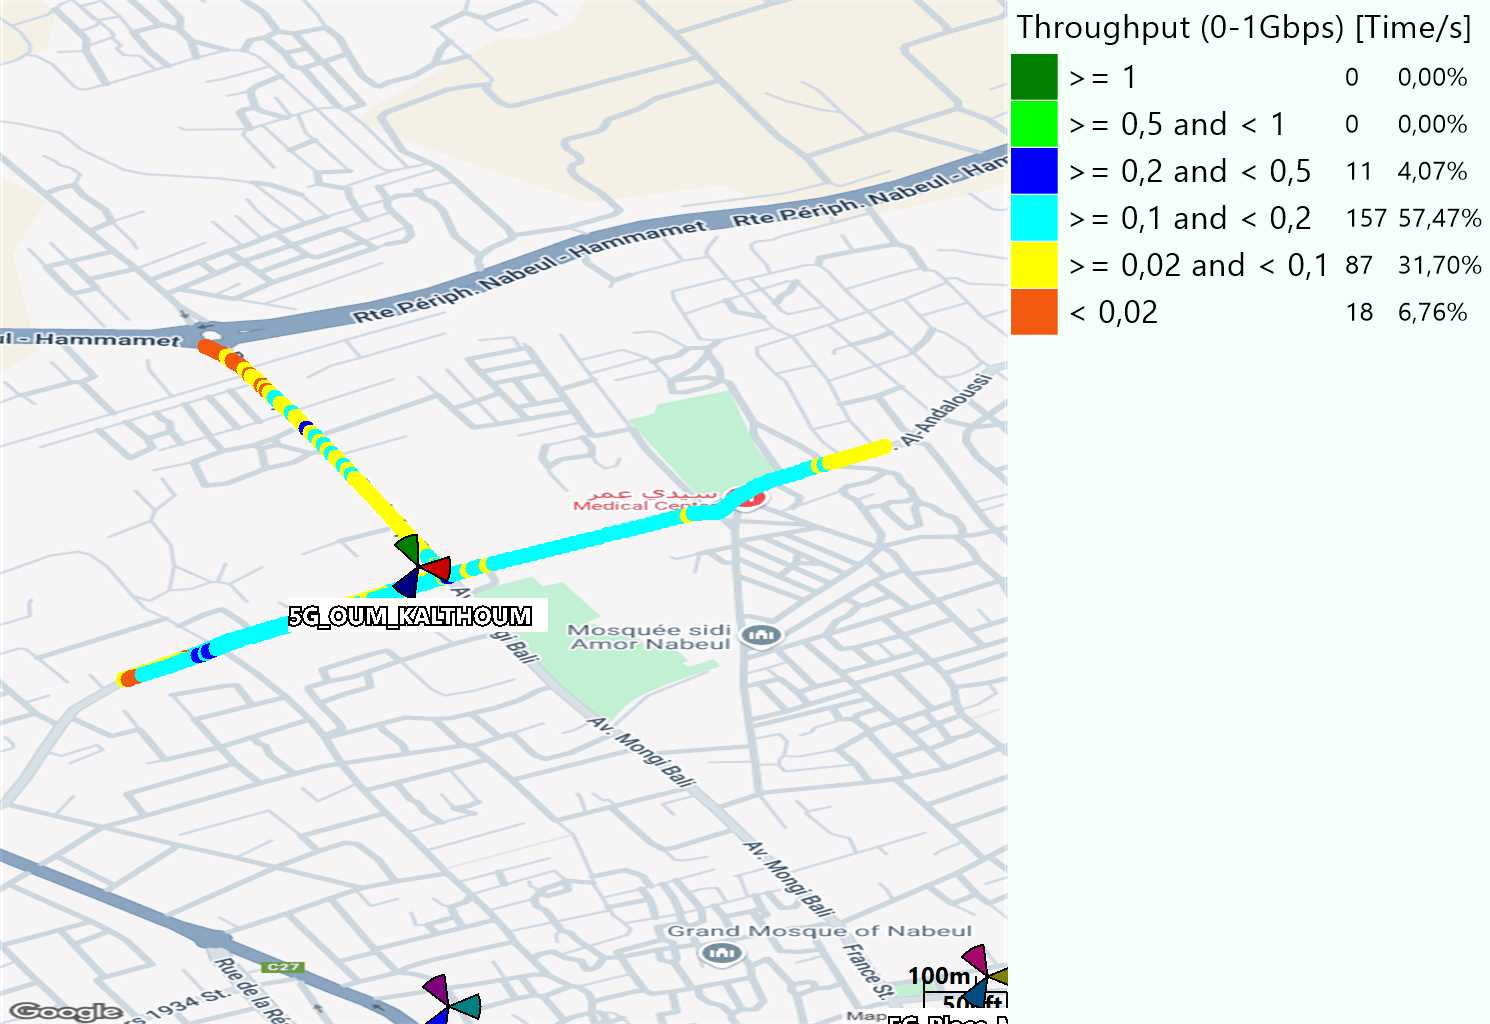 Throughput (0-1Gbps) [Time/s]
>= 1 0 0,00%
>= 0,5 and < 1 0 0,00%
>= 0,2 and < 0,5 11 4,07%
>= 0,1 and < 0,2 157 57,47%
>= 0,02 and < 0,1 87 31,70%
< 0,02 18 6,76%
Rte Périph. Nabeul - Ham
Rte Périph. Nabeul - Hammamet
ul - Hammamet
Al-Andaloussi
سيدي عمر
Medical Center
5G_OUM_KALTHOUM
Av. Mongi Bali
Mosquée sidi
Amor Nabeul
Av. Mongi Bali
Av. Mongi Bali
Grand Mosque of Nabeul
France St.
C27
Rue de la Ré
s 1934 St.
100m
500ft
Google
Map